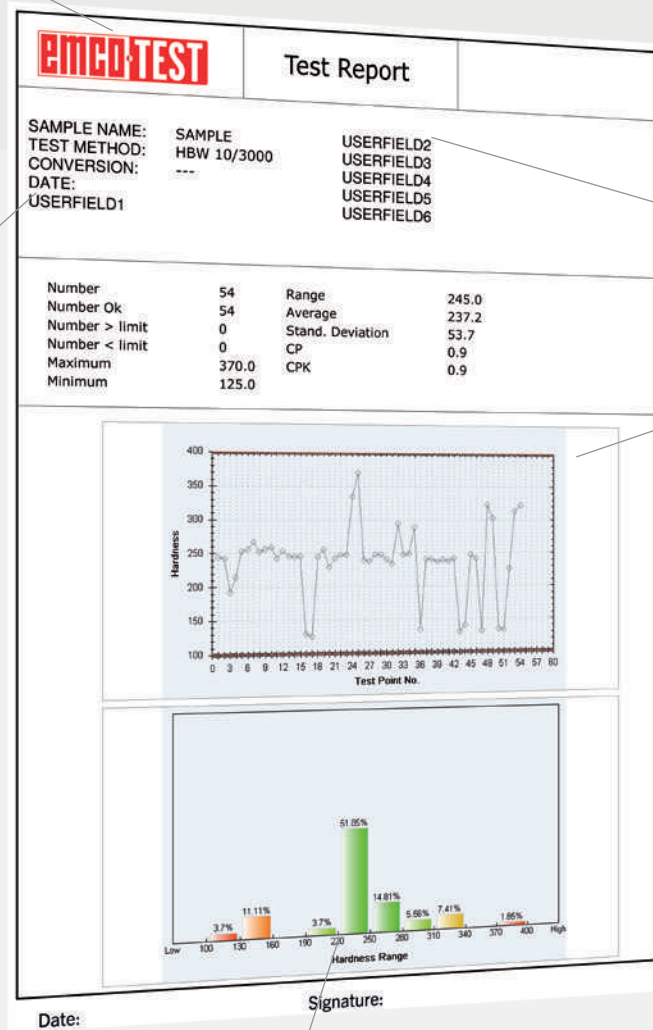 emco·TEST
Test Report
SAMPLE NAME: SAMPLE
TEST METHOD: HBW 10/3000
CONVERSION: ---
DATE:
USERFIELD1
USERFIELD2
USERFIELD3
USERFIELD4
USERFIELD5
USERFIELD6
Number 54
Number Ok 54
Number > limit 0
Number < limit 0
Maximum 370.0
Minimum 125.0
Range 245.0
Average 237.2
Stand. Deviation 53.7
CP 0.9
CPK 0.9
400
350
300
250
200
150
100
Hardness
0 3 6 9 12 15 18 21 24 27 30 33 36 39 42 45 48 51 54 57 60
Test Point No.
3.7% 11.11% 3.7% 51.85% 14.81% 5.56% 7.41% 1.85%
Low 100 130 160 190 220 250 280 310 340 370 400 High
Hardness Range
Date:
Signature: